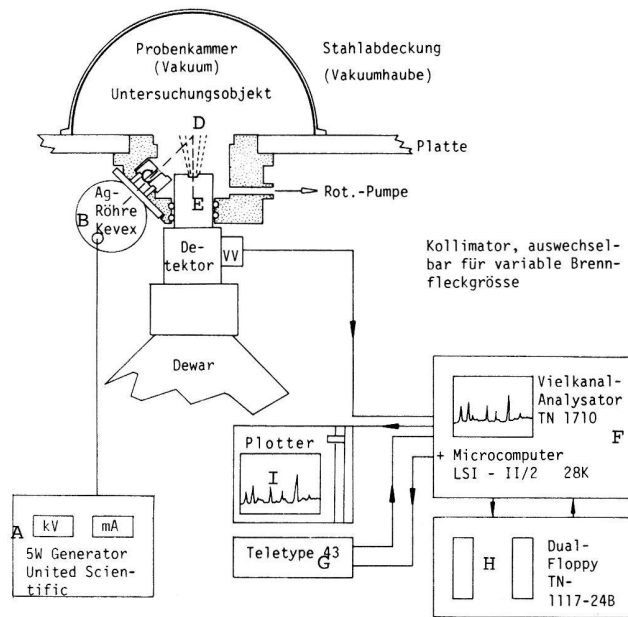 Probenkammer
(Vakuum)
Untersuchungsobjekt
Stahlabdeckung
(Vakuumhaube)
D
Platte
C
E
Rot.-Pumpe
B
Ag-
Röhre
Kevex
De-
tektor
VV
Kollimator, auswechsel-
bar für variable Brenn-
fleckgrösse
Dewar
Vielkanal-
Analysator
TN 1710
F
+ Microcomputer
LSI - II/2 28K
Plotter
I
A
kV
mA
5W Generator
United Scien-
tific
Teletype 43
G
H
Dual-
Floppy
TN-
1117-24B